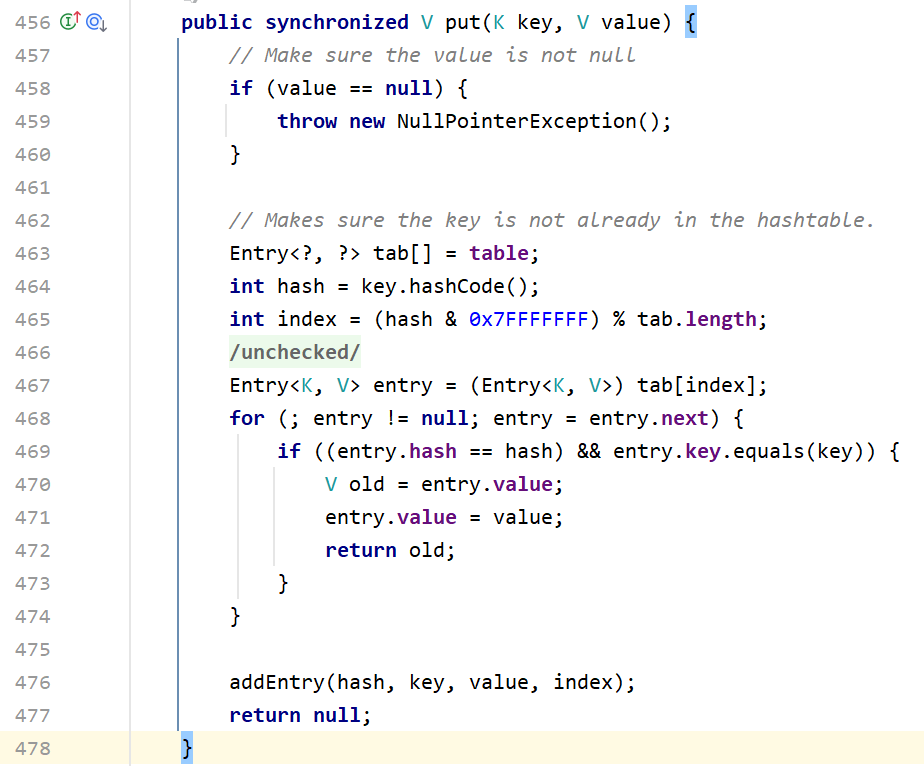 456 public synchronized V put(K key, V value) {
457 // Make sure the value is not null
458 if (value == null) {
459 throw new NullPointerException();
460 }
461
462 // Makes sure the key is not already in the hashtable.
463 Entry<?, ?> tab[] = table;
464 int hash = key.hashCode();
465 int index = (hash & 0x7FFFFFFF) % tab.length;
466 /unchecked/
467 Entry<K, V> entry = (Entry<K, V>) tab[index];
468 for (; entry != null; entry = entry.next) {
469 if ((entry.hash == hash) && entry.key.equals(key)) {
470 V old = entry.value;
471 entry.value = value;
472 return old;
473 }
474 }
475
476 addEntry(hash, key, value, index);
477 return null;
478 }